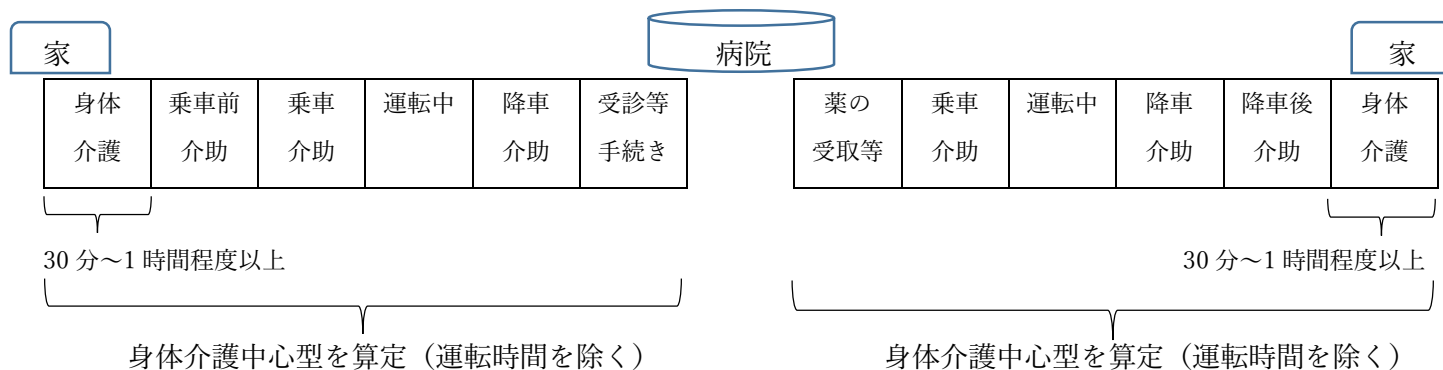 家
病院
家
身体
介護
乗車前
介助
乗車
介助
運転中
降車
介助
受診等
手続き
薬の
受取等
乗車
介助
運転中
降車
介助
降車後
介助
身体
介護
30 分～1 時間程度以上
30 分～1 時間程度以上
身体介護中心型を算定（運転時間を除く）
身体介護中心型を算定（運転時間を除く）